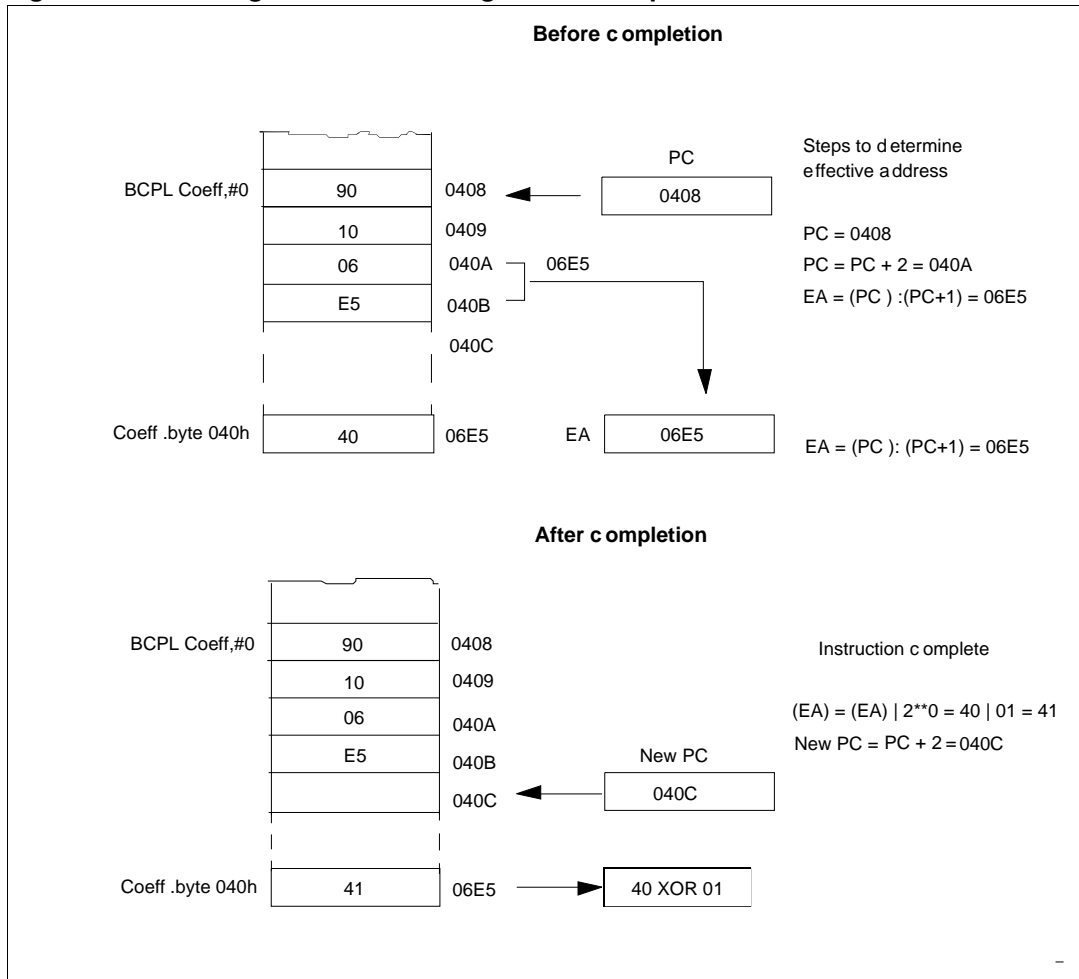 Before c ompletion
Steps to d etermine
effective a ddress
PC
BCPL Coeff,#0 90 0408 0408
10 0409
PC = 0408
06 040A 06E5
PC = PC + 2 = 040A
E5 040B
EA = (PC ) :(PC+1) = 06E5
040C
Coeff .byte 040h 40 06E5 EA 06E5
EA = (PC ): (PC+1) = 06E5
After c ompletion
BCPL Coeff,#0 90 0408
Instruction c omplete
10 0409
06 040A
(EA) = (EA) | 2**0 = 40 | 01 = 41
E5 040B New PC
New PC = PC + 2 = 040C
040C 040C
Coeff .byte 040h 41 06E5 40 XOR 01